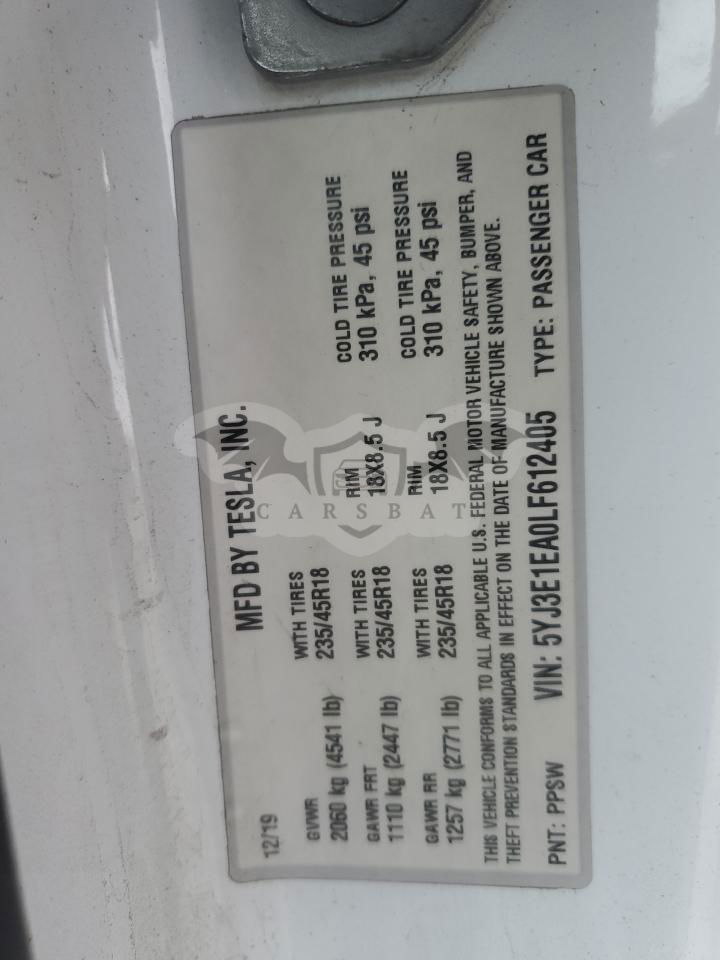 MFD BY TESLA, INC.
12/19
GVWR
2060 kg (4541 lb)
WITH TIRES
235/45R18
GAWR FRT
1110 kg (2447 lb)
WITH TIRES
235/45R18
RIM
18X8.5 J
COLD TIRE PRESSURE
310 kPa, 45 psi
GAWR RR
1257 kg (2771 lb)
WITH TIRES
235/45R18
RIM
18X8.5 J
COLD TIRE PRESSURE
310 kPa, 45 psi
THIS VEHICLE CONFORMS TO ALL APPLICABLE U.S. FEDERAL MOTOR VEHICLE SAFETY, BUMPER, AND
THEFT PREVENTION STANDARDS IN EFFECT ON THE DATE OF MANUFACTURE SHOWN ABOVE.
PNT: PPSW VIN: 5YJ3E1EA0LF612405 TYPE: PASSENGER CAR
CARSBAT